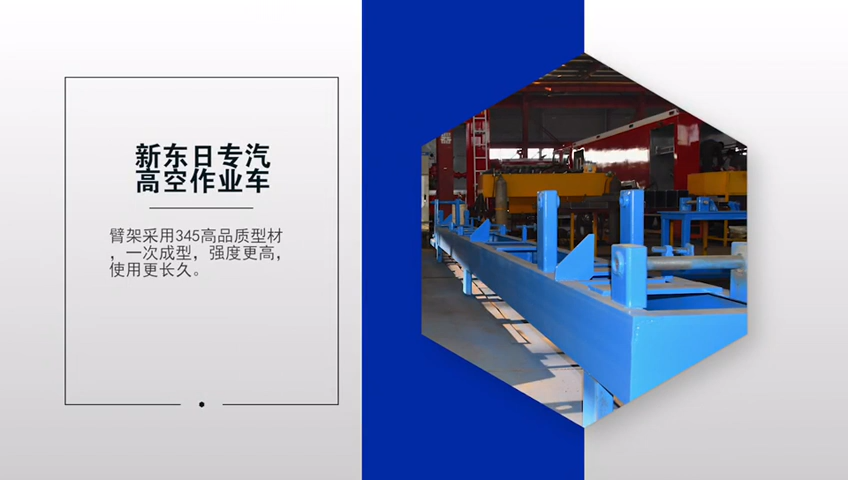 新东日专汽
高空作业车
臂架采用345高品质型材
，一次成型，强度更高，
使用更长久。